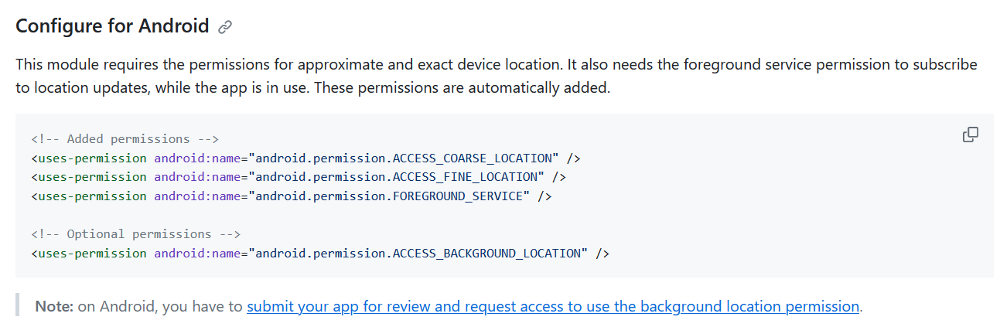 Configure for Android
This module requires the permissions for approximate and exact device location. It also needs the foreground service permission to subscribe
to location updates, while the app is in use. These permissions are automatically added.
<!-- Added permissions -->
<uses-permission android:name="android.permission.ACCESS_COARSE_LOCATION" />
<uses-permission android:name="android.permission.ACCESS_FINE_LOCATION" />
<uses-permission android:name="android.permission.FOREGROUND_SERVICE" />
<!-- Optional permissions -->
<uses-permission android:name="android.permission.ACCESS_BACKGROUND_LOCATION" />
Note: on Android, you have to submit your app for review and request access to use the background location permission.